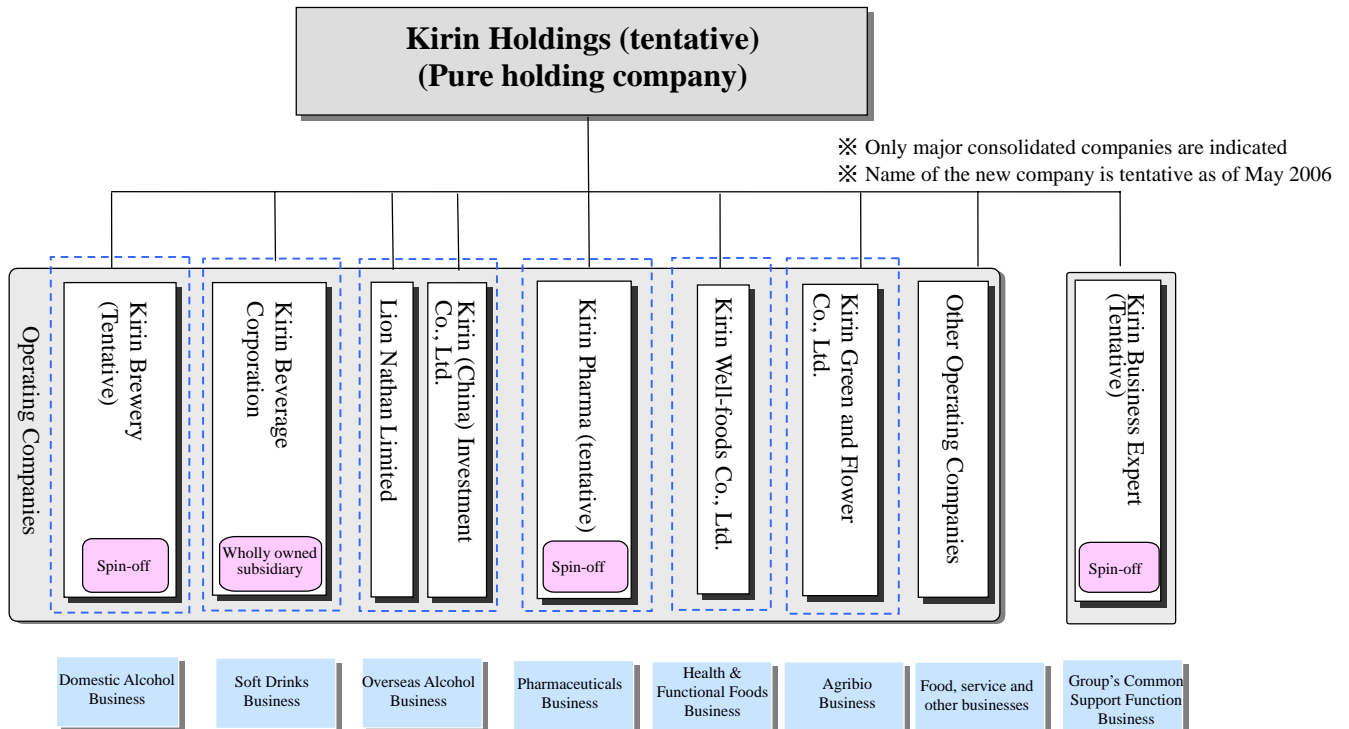 Kirin Holdings (tentative)
(Pure holding company)
※ Only major consolidated companies are indicated
※ Name of the new company is tentative as of May 2006
Operating Companies
Kirin Brewery
(Tentative)
Spin-off
Kirin Beverage
Corporation
Wholly owned
subsidiary
Lion Nathan Limited
Kirin (China) Investment
Co., Ltd.
Kirin Pharma (tentative)
Spin-off
Kirin Well-foods Co., Ltd.
Kirin Green and Flower
Co., Ltd.
Other Operating Companies
Kirin Business Expert
(Tentative)
Spin-off
Domestic Alcohol
Business
Soft Drinks
Business
Overseas Alcohol
Business
Pharmaceuticals
Business
Health &
Functional Foods
Business
Agribio
Business
Food, service and
other businesses
Group's Common
Support Function
Business